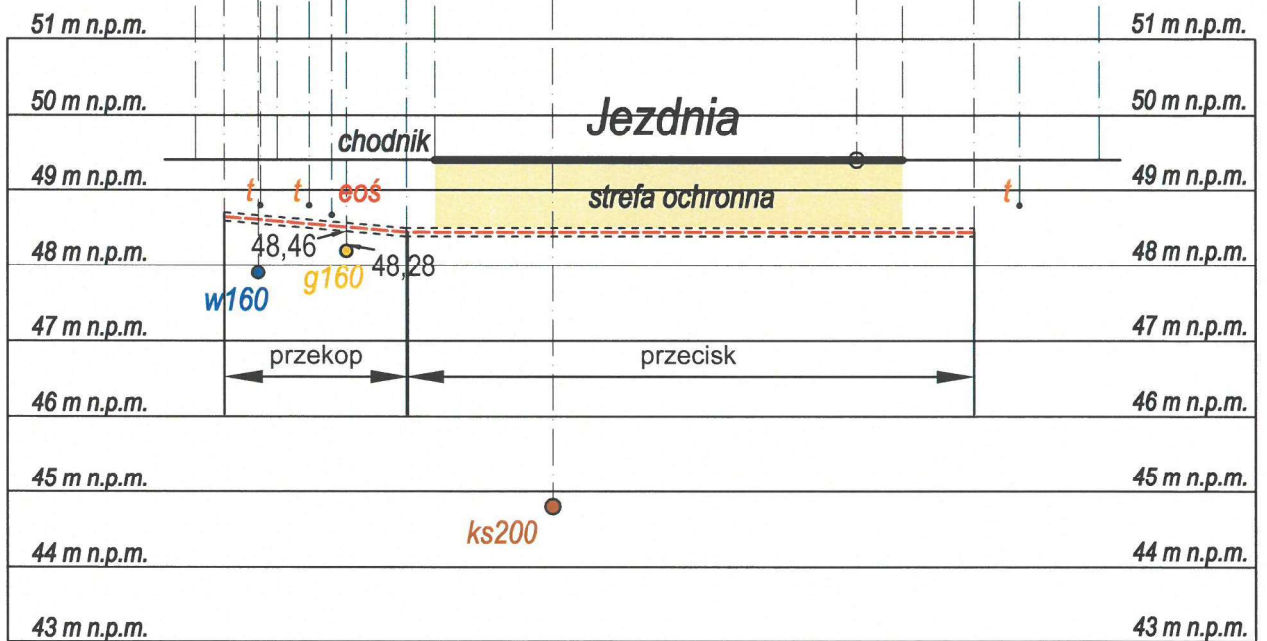 51 m n.p.m. 51 m n.p.m.
50 m n.p.m. Jezdnia 50 m n.p.m.
chodnik
49 m n.p.m. t t eoś strefa ochronna t 49 m n.p.m.
48,46
48 m n.p.m. g160 48,28 48 m n.p.m.
w160
47 m n.p.m. 47 m n.p.m.
przekop przecisk
46 m n.p.m. 46 m n.p.m.
45 m n.p.m. 45 m n.p.m.
ks200
44 m n.p.m. 44 m n.p.m.
43 m n.p.m. 43 m n.p.m.